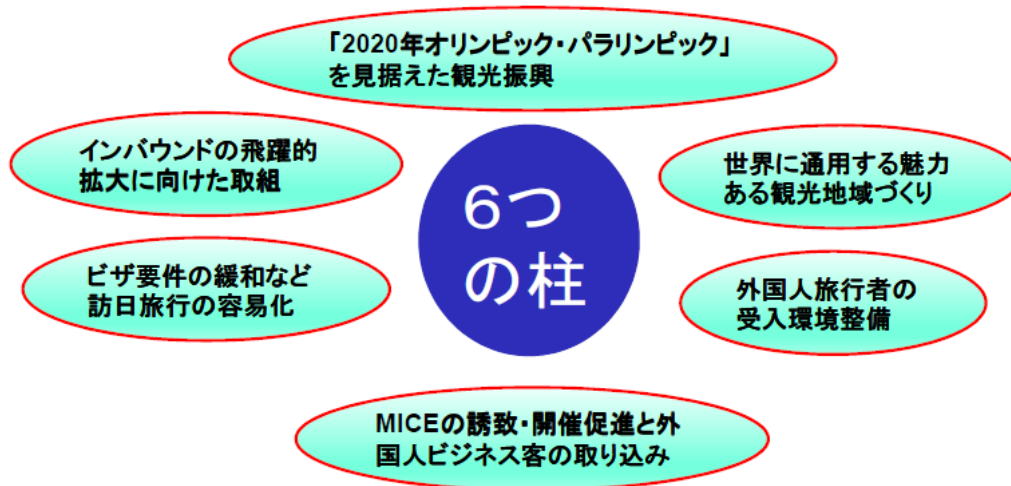 「2020年オリンピック・パラリンピック」
を見据えた観光振興
インバウンドの飛躍的
拡大に向けた取組
世界に通用する魅力
ある観光地域づくり
6つ
の柱
ビザ要件の緩和など
訪日旅行の容易化
外国人旅行者の
受入環境整備
MICEの誘致・開催促進と外
国人ビジネス客の取り込み